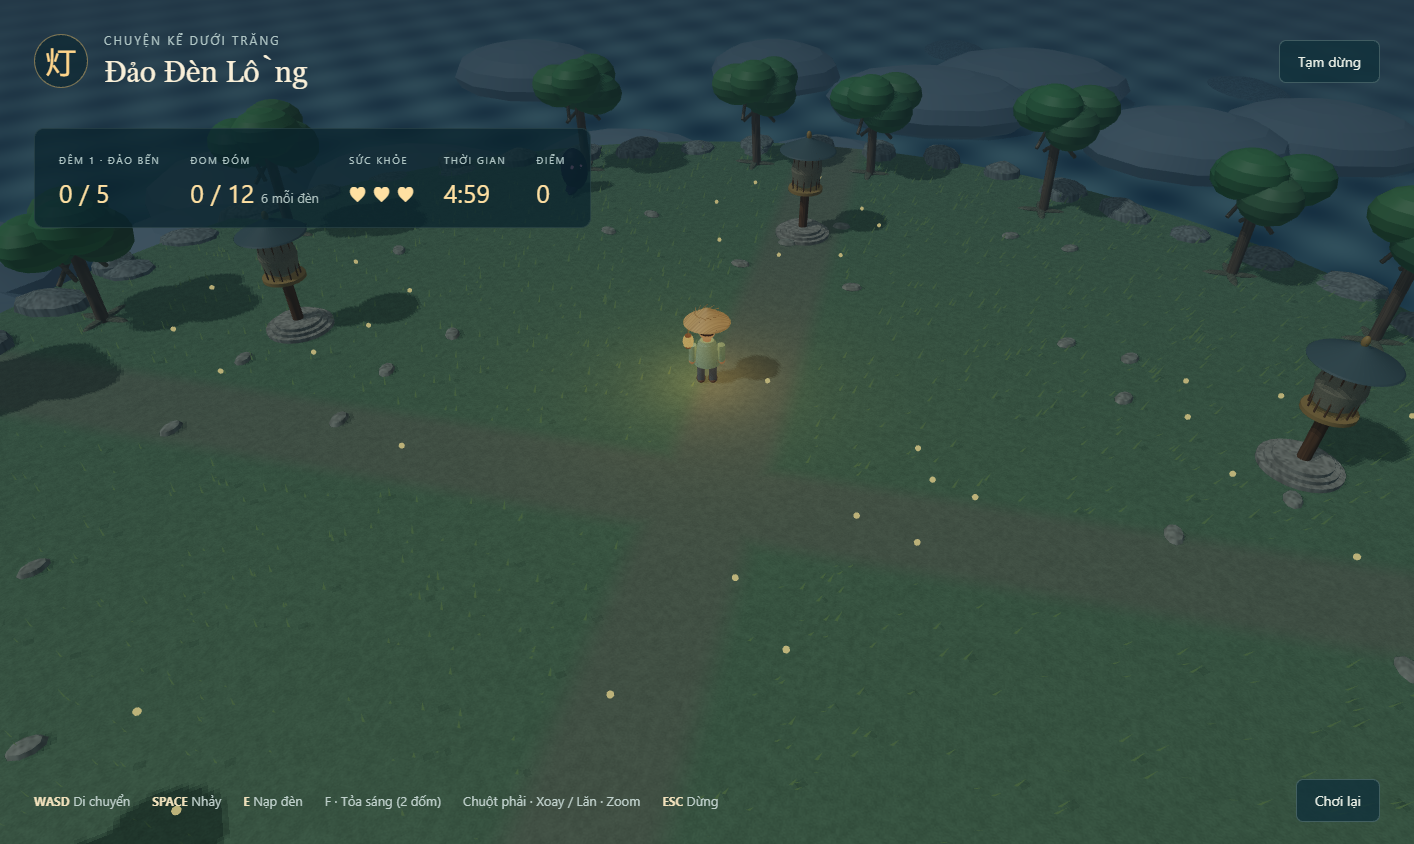 灯
CHUYỆN KỂ DƯỚI TRĂNG
Đảo Đèn Lồng
Tạm dừng
ĐÊM 1 · ĐẢO BẾN
0 / 5
ĐOM ĐÓM
0 / 12 6 mỗi đèn
SỨC KHỎE
♥ ♥ ♥
THỜI GIAN
4:59
ĐIỂM
0
WASD Di chuyển SPACE Nhảy E Nạp đèn F · Tỏa sáng (2 đốm) Chuột phải · Xoay / Lăn · Zoom ESC Dừng
Chơi lại